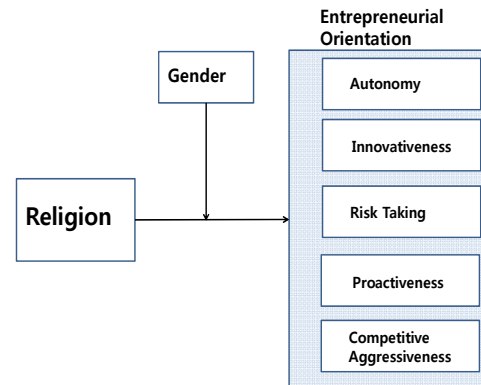 Entrepreneurial
Orientation
Gender
Autonomy
Innovativeness
Religion
Risk Taking
Proactiveness
Competitive
Aggressiveness